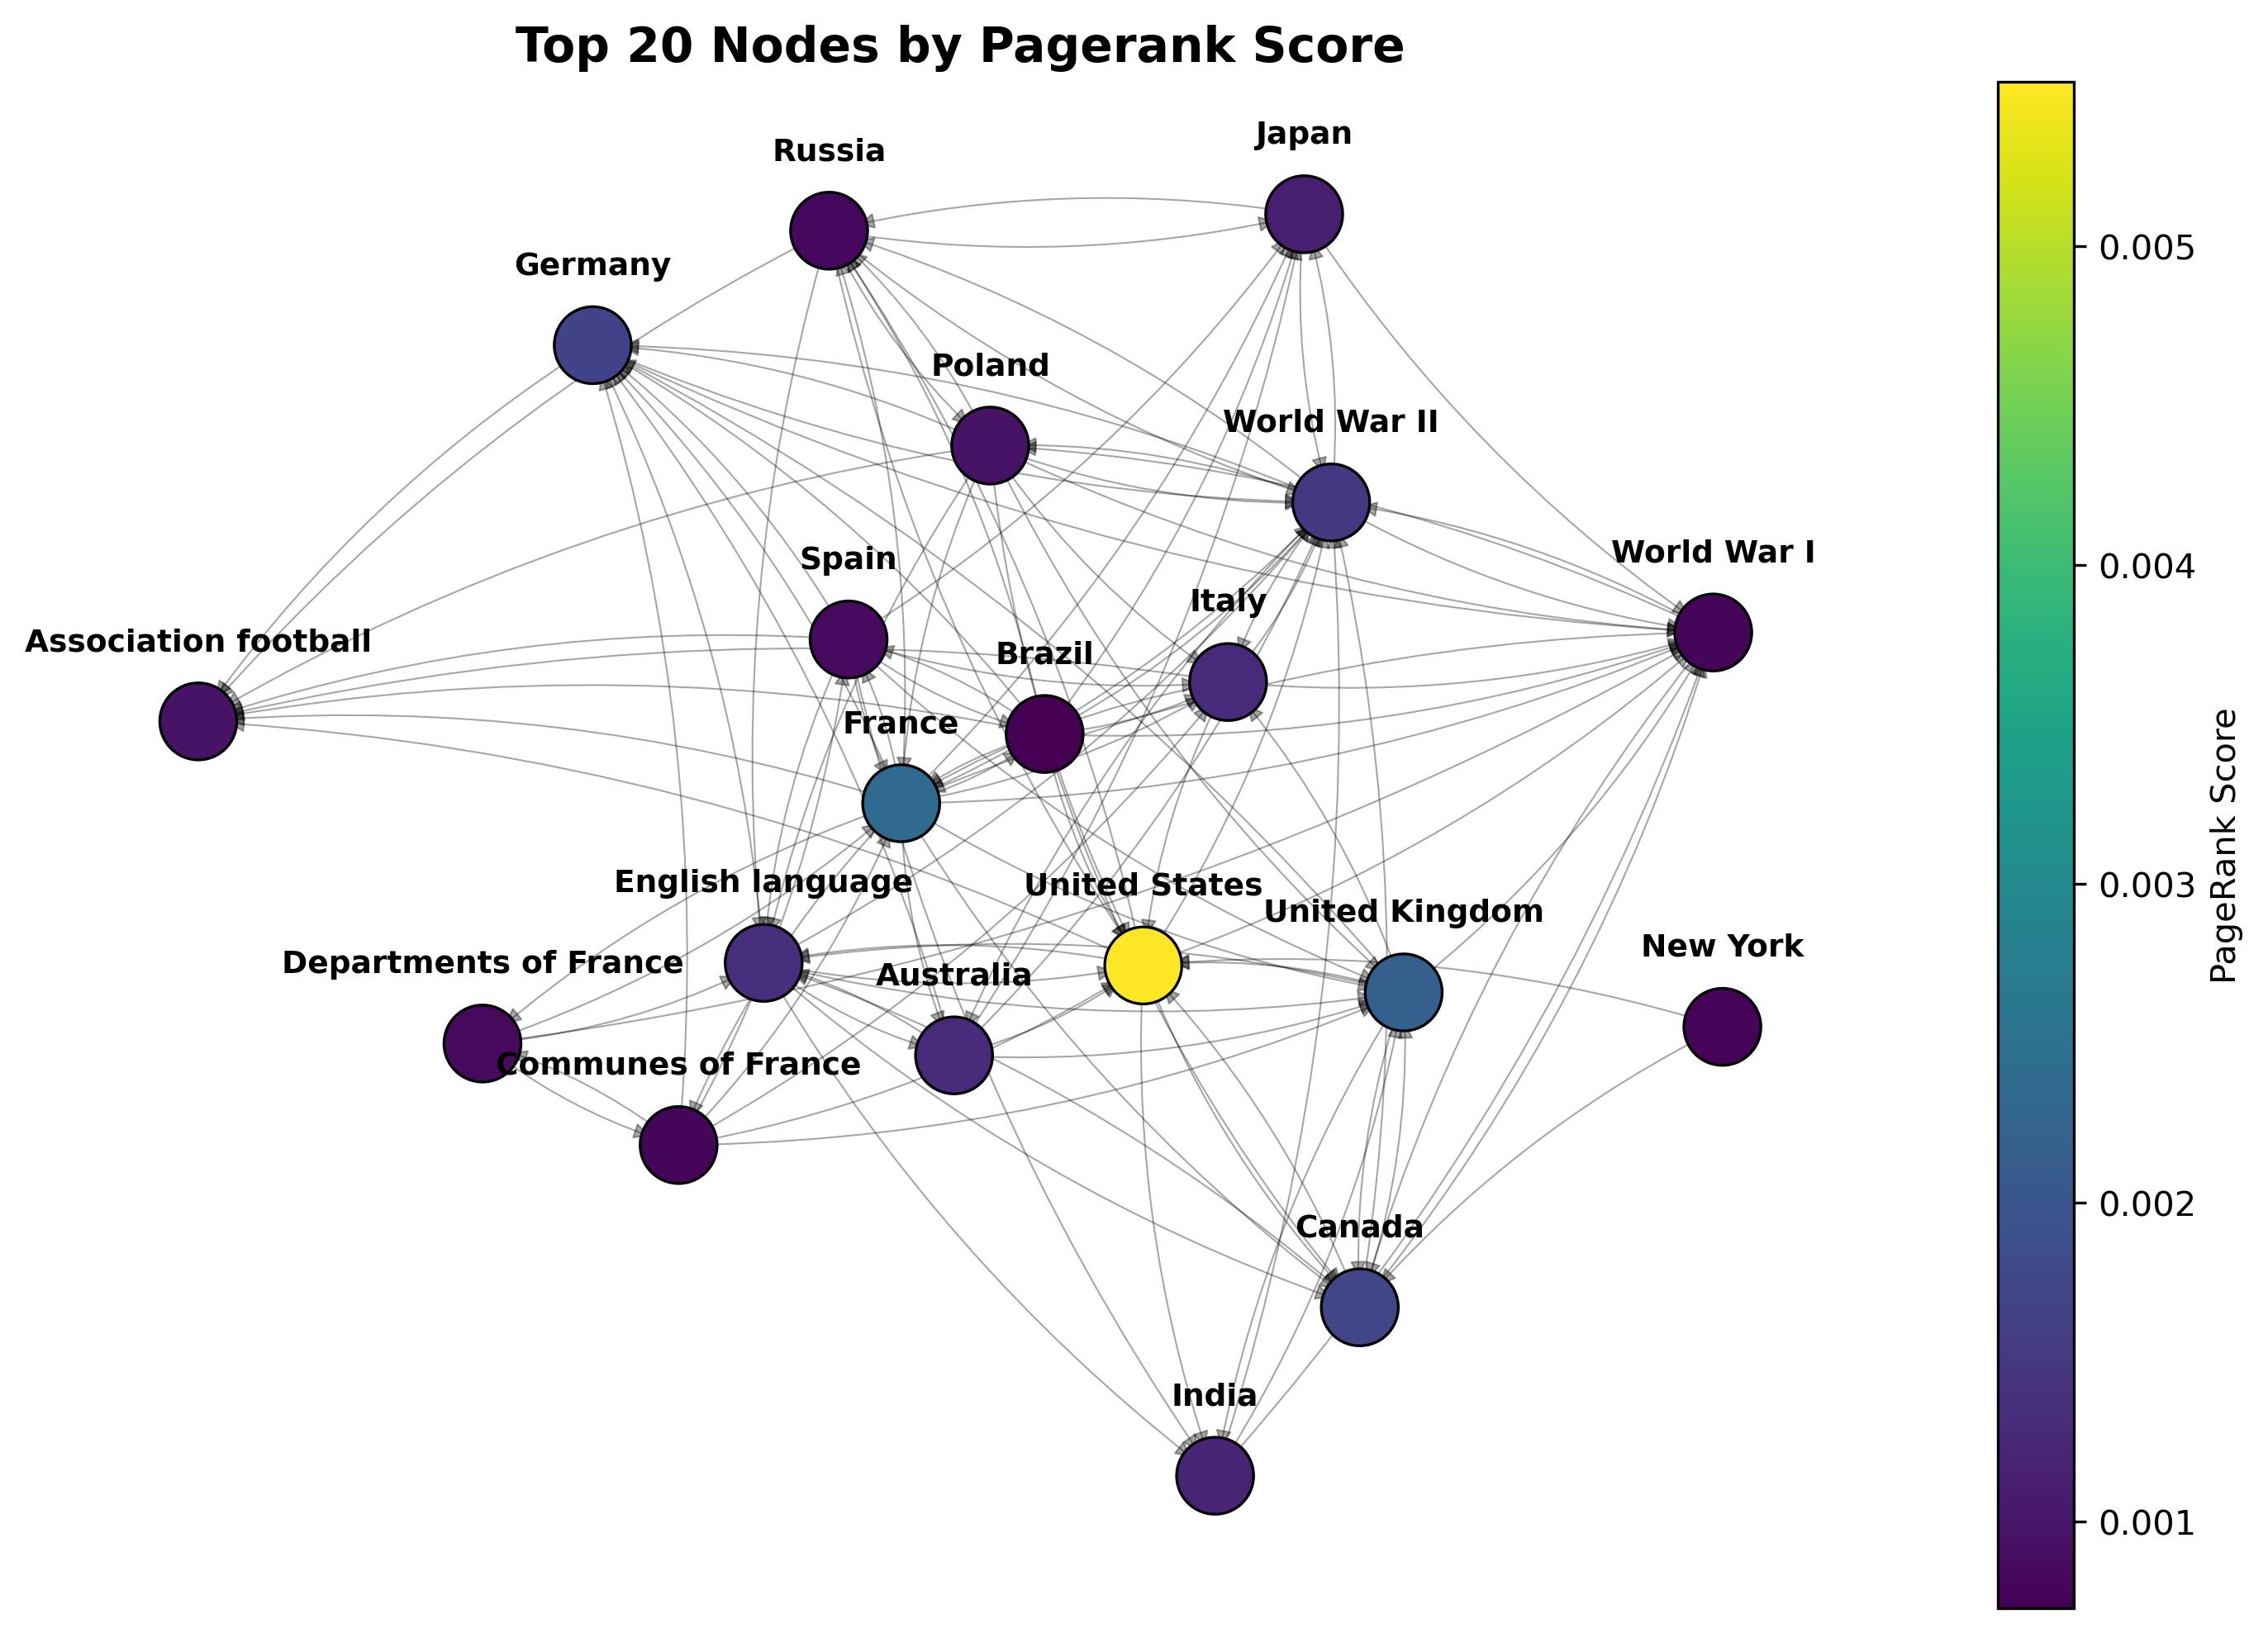 Top 20 Nodes by Pagerank Score
Japan
Russia
Germany
Poland
World War II
World War I
Spain
Italy
Association football
Brazil
France
English language
United States
United Kingdom
New York
Departments of France
Australia
Communes of France
Canada
India
0.005
0.004
0.003
0.002
0.001
PageRank Score